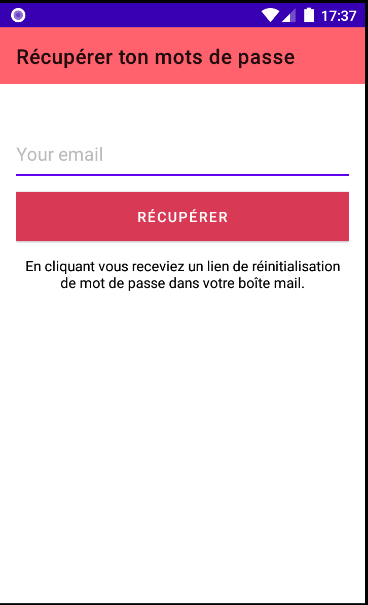 17:37
Récupérer ton mots de passe
Your email
RÉCUPÉRER
En cliquant vous receviez un lien de réinitialisation
de mot de passe dans votre boîte mail.